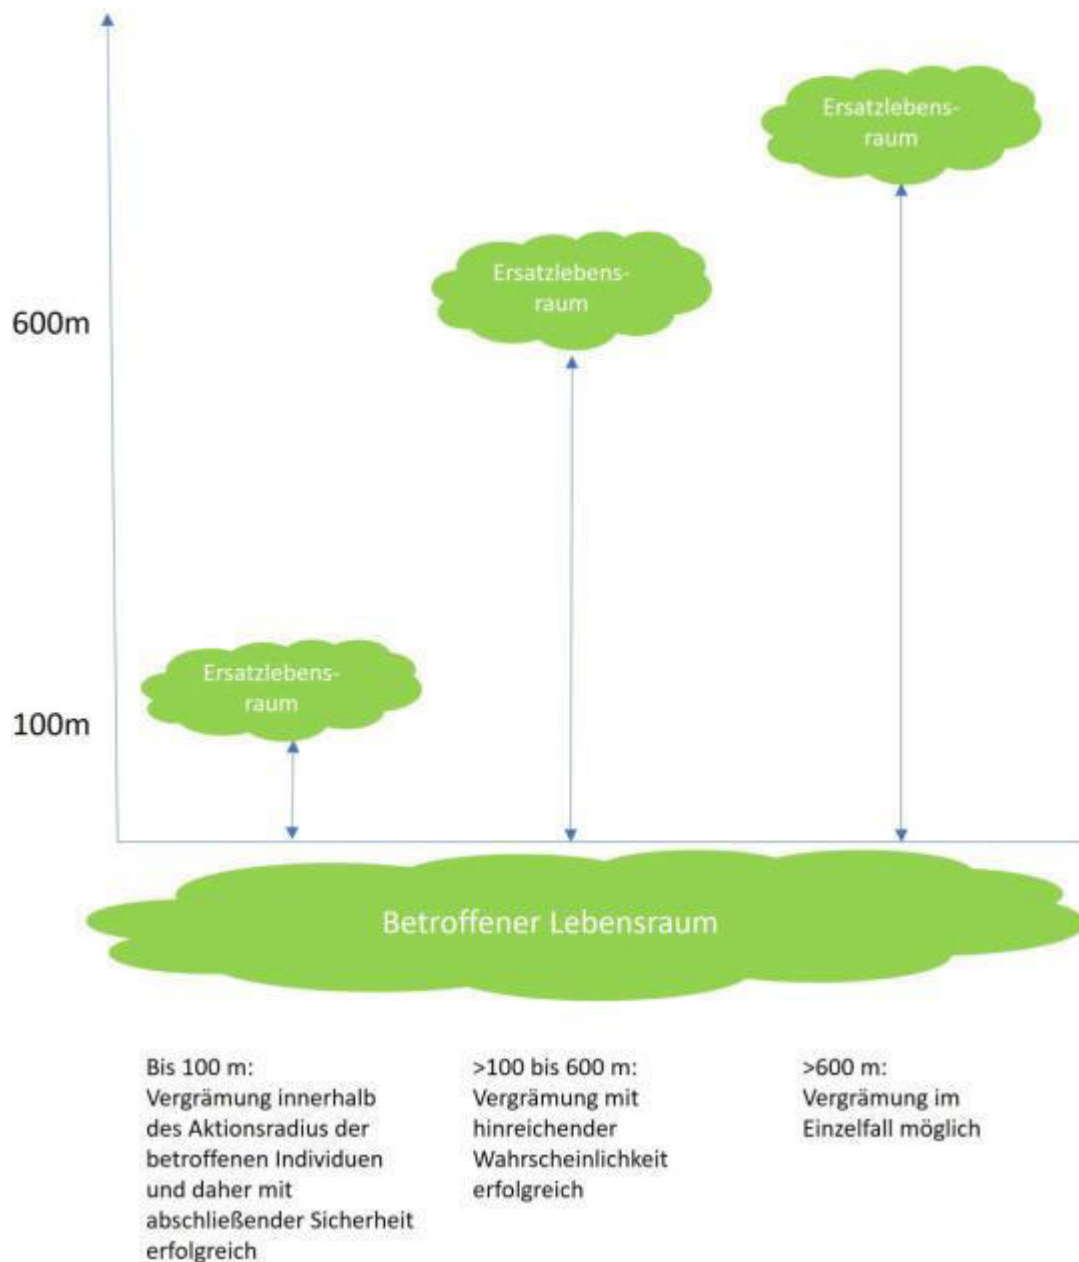 Ersatzlebens-
raum
Ersatzlebens-
raum
600m
Ersatzlebens-
raum
100m
Betroffener Lebensraum
Bis 100 m:
Vergrämung innerhalb
des Aktionsradius der
betroffenen Individuen
und daher mit
abschließender Sicherheit
erfolgreich
>100 bis 600 m:
Vergrämung mit
hinreichender
Wahrscheinlichkeit
erfolgreich
>600 m:
Vergrämung im
Einzelfall möglich